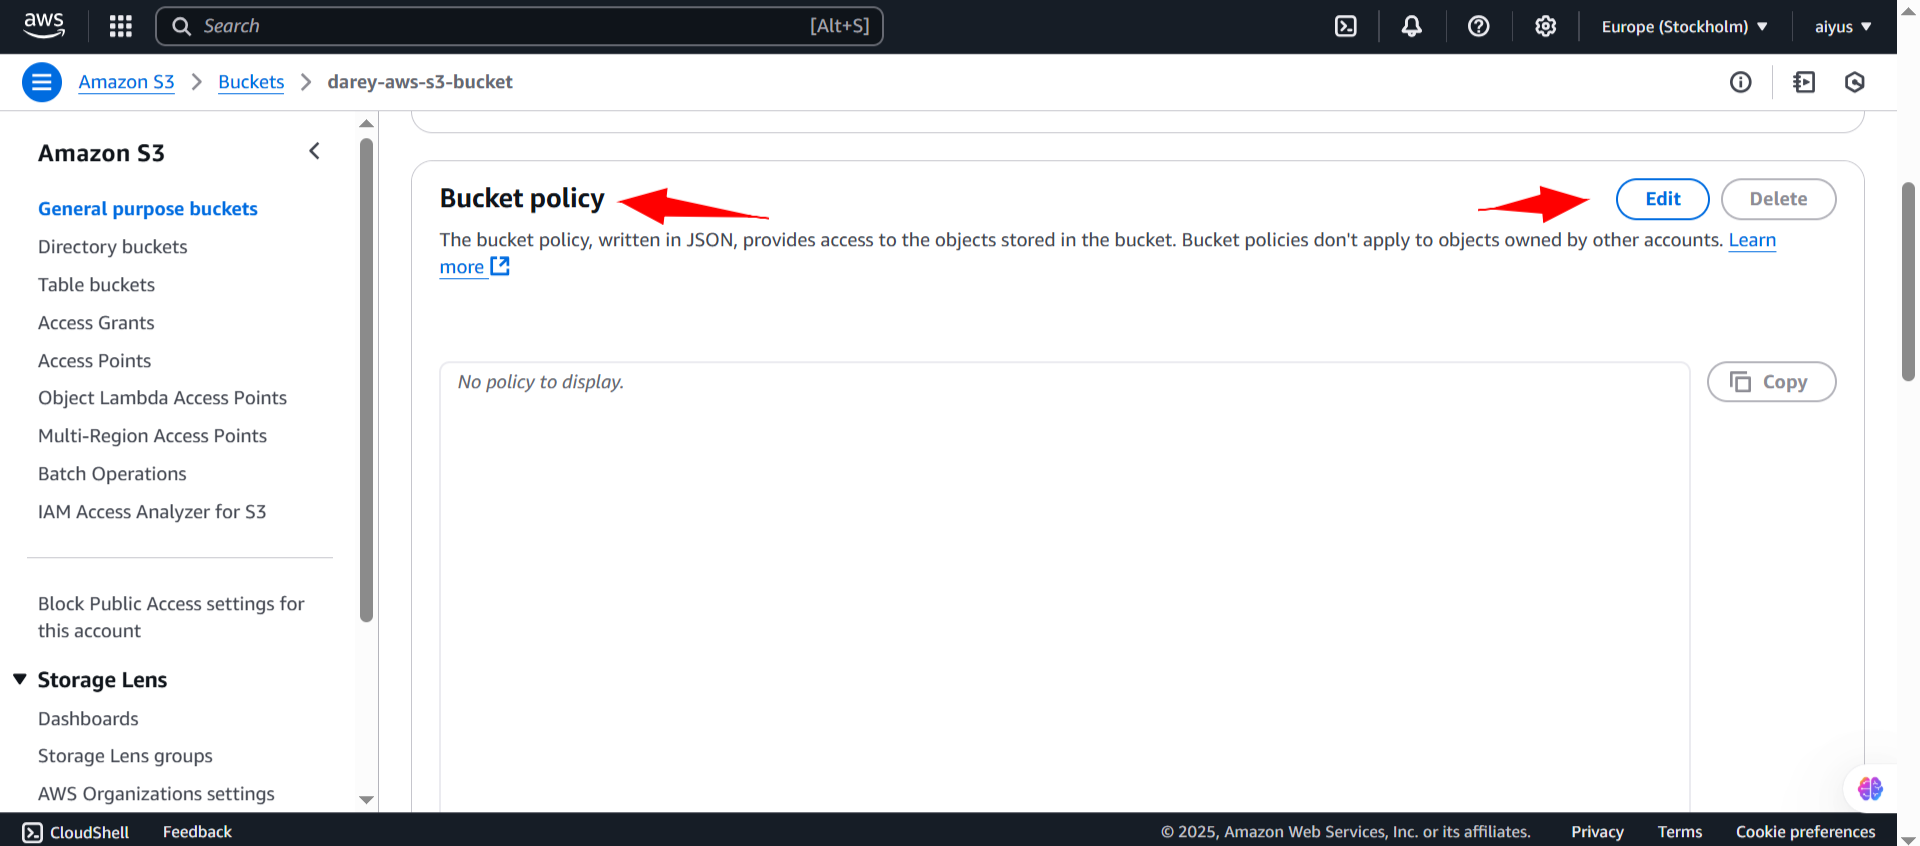 aws
Search
[Alt+S]
Europe (Stockholm)
aiyus
Amazon S3
Buckets
darey-aws-s3-bucket
Amazon S3
General purpose buckets
Directory buckets
Table buckets
Access Grants
Access Points
Object Lambda Access Points
Multi-Region Access Points
Batch Operations
IAM Access Analyzer for S3
Block Public Access settings for
this account
Storage Lens
Dashboards
Storage Lens groups
AWS Organizations settings
Bucket policy
Edit
Delete
The bucket policy, written in JSON, provides access to the objects stored in the bucket. Bucket policies don't apply to objects owned by other accounts. Learn
more
No policy to display.
Copy
CloudShell
Feedback
© 2025, Amazon Web Services, Inc. or its affiliates.
Privacy
Terms
Cookie preferences